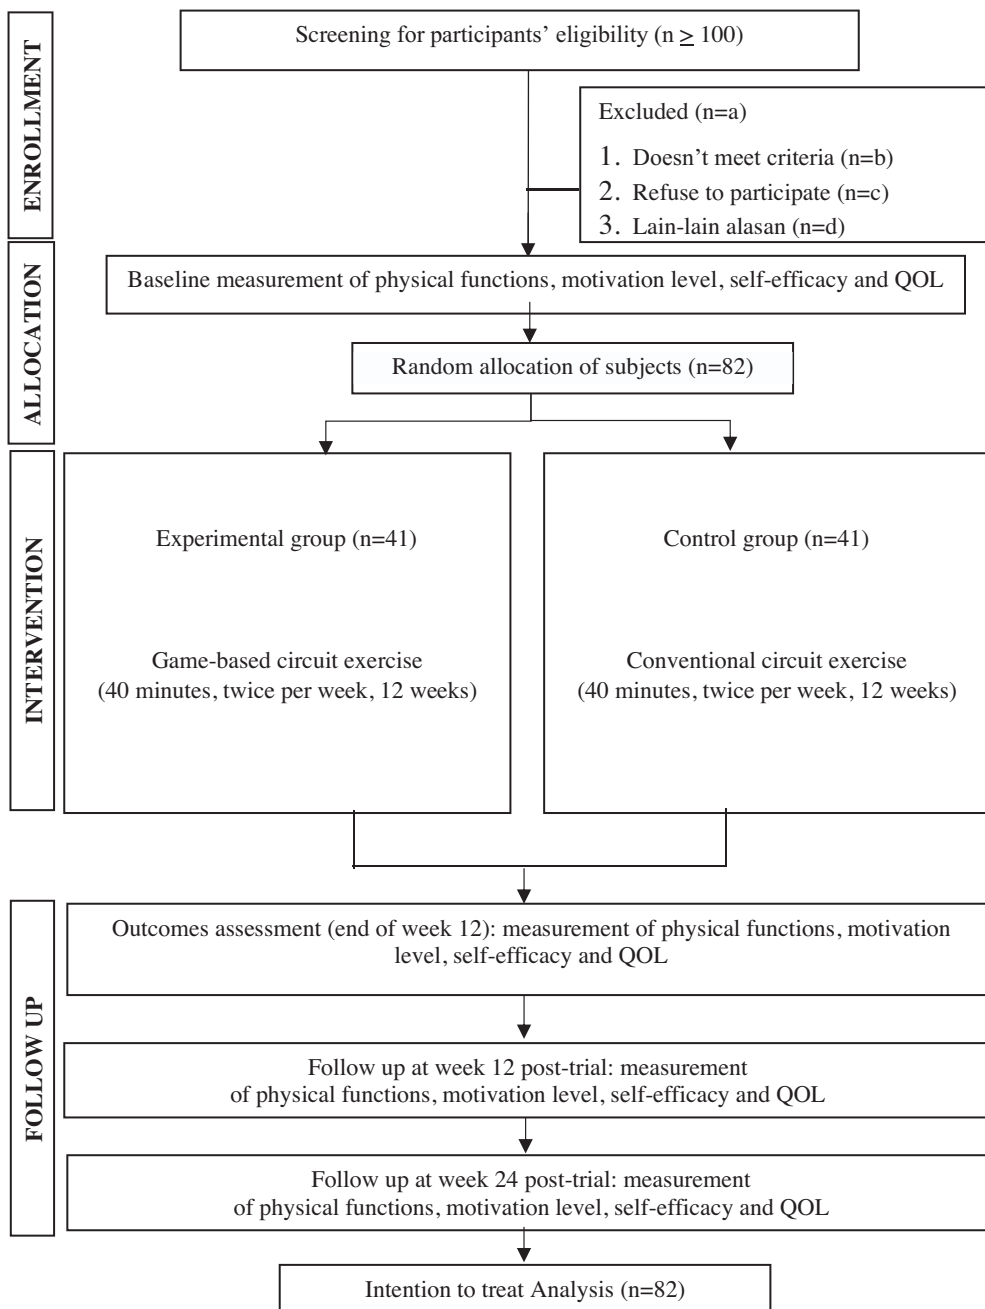 ENROLLMENT
Screening for participants’ eligibility (n ≥ 100)
Excluded (n=a)
1. Doesn’t meet criteria (n=b)
2. Refuse to participate (n=c)
3. Lain-lain alasan (n=d)
ALLOCATION
Baseline measurement of physical functions, motivation level, self-efficacy and QOL
Random allocation of subjects (n=82)
INTERVENTION
Experimental group (n=41)
Game-based circuit exercise
(40 minutes, twice per week, 12 weeks)
Control group (n=41)
Conventional circuit exercise
(40 minutes, twice per week, 12 weeks)
FOLLOW UP
Outcomes assessment (end of week 12): measurement of physical functions, motivation
level, self-efficacy and QOL
Follow up at week 12 post-trial: measurement
of physical functions, motivation level, self-efficacy and QOL
Follow up at week 24 post-trial: measurement
of physical functions, motivation level, self-efficacy and QOL
Intention to treat Analysis (n=82)